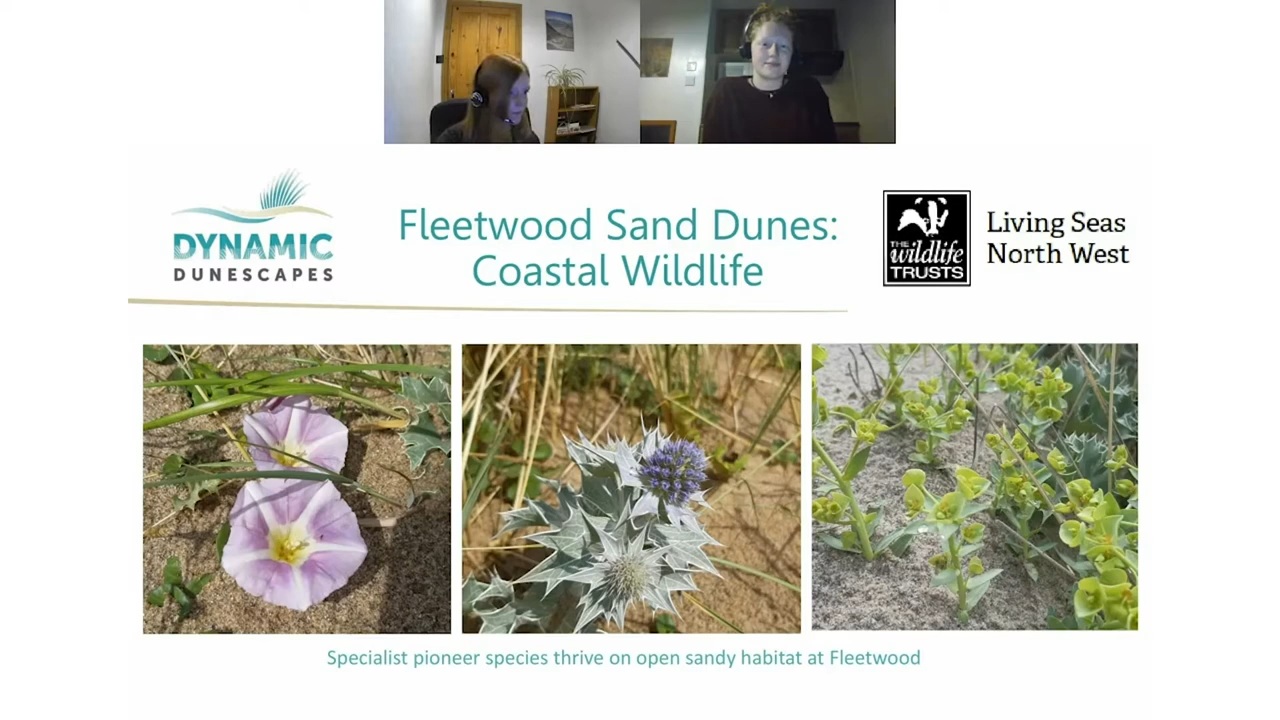 DYNAMIC
DUNESCAPES
Fleetwood Sand Dunes:
Coastal Wildlife
THE
wildlife
TRUSTS
Living Seas
North West
Specialist pioneer species thrive on open sandy habitat at Fleetwood